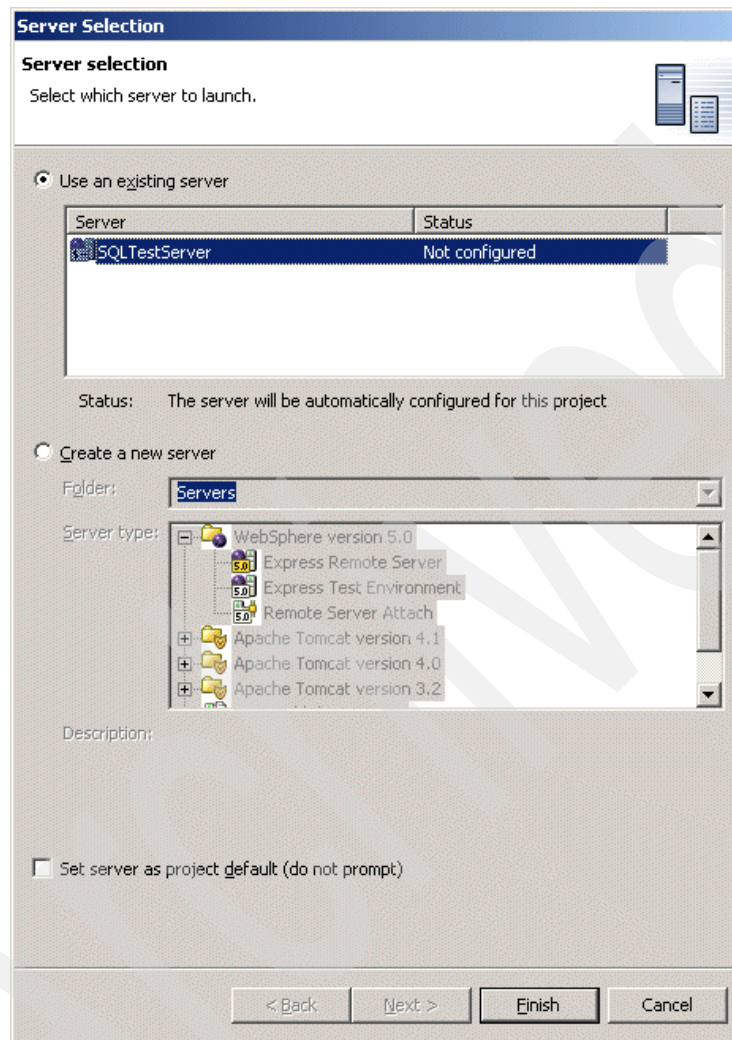 Server Selection
Server selection
Select which server to launch.
Use an existing server
Server Status
SQLTestServer Not configured
Status: The server will be automatically configured for this project
Create a new server
Folder: Servers
Server type: WebSphere version 5.0
Express Remote Server
Express Test Environment
Remote Server Attach
Apache Tomcat version 4.1
Apache Tomcat version 4.0
Apache Tomcat version 3.2
Description:
Set server as project default (do not prompt)
< Back Next > Finish Cancel